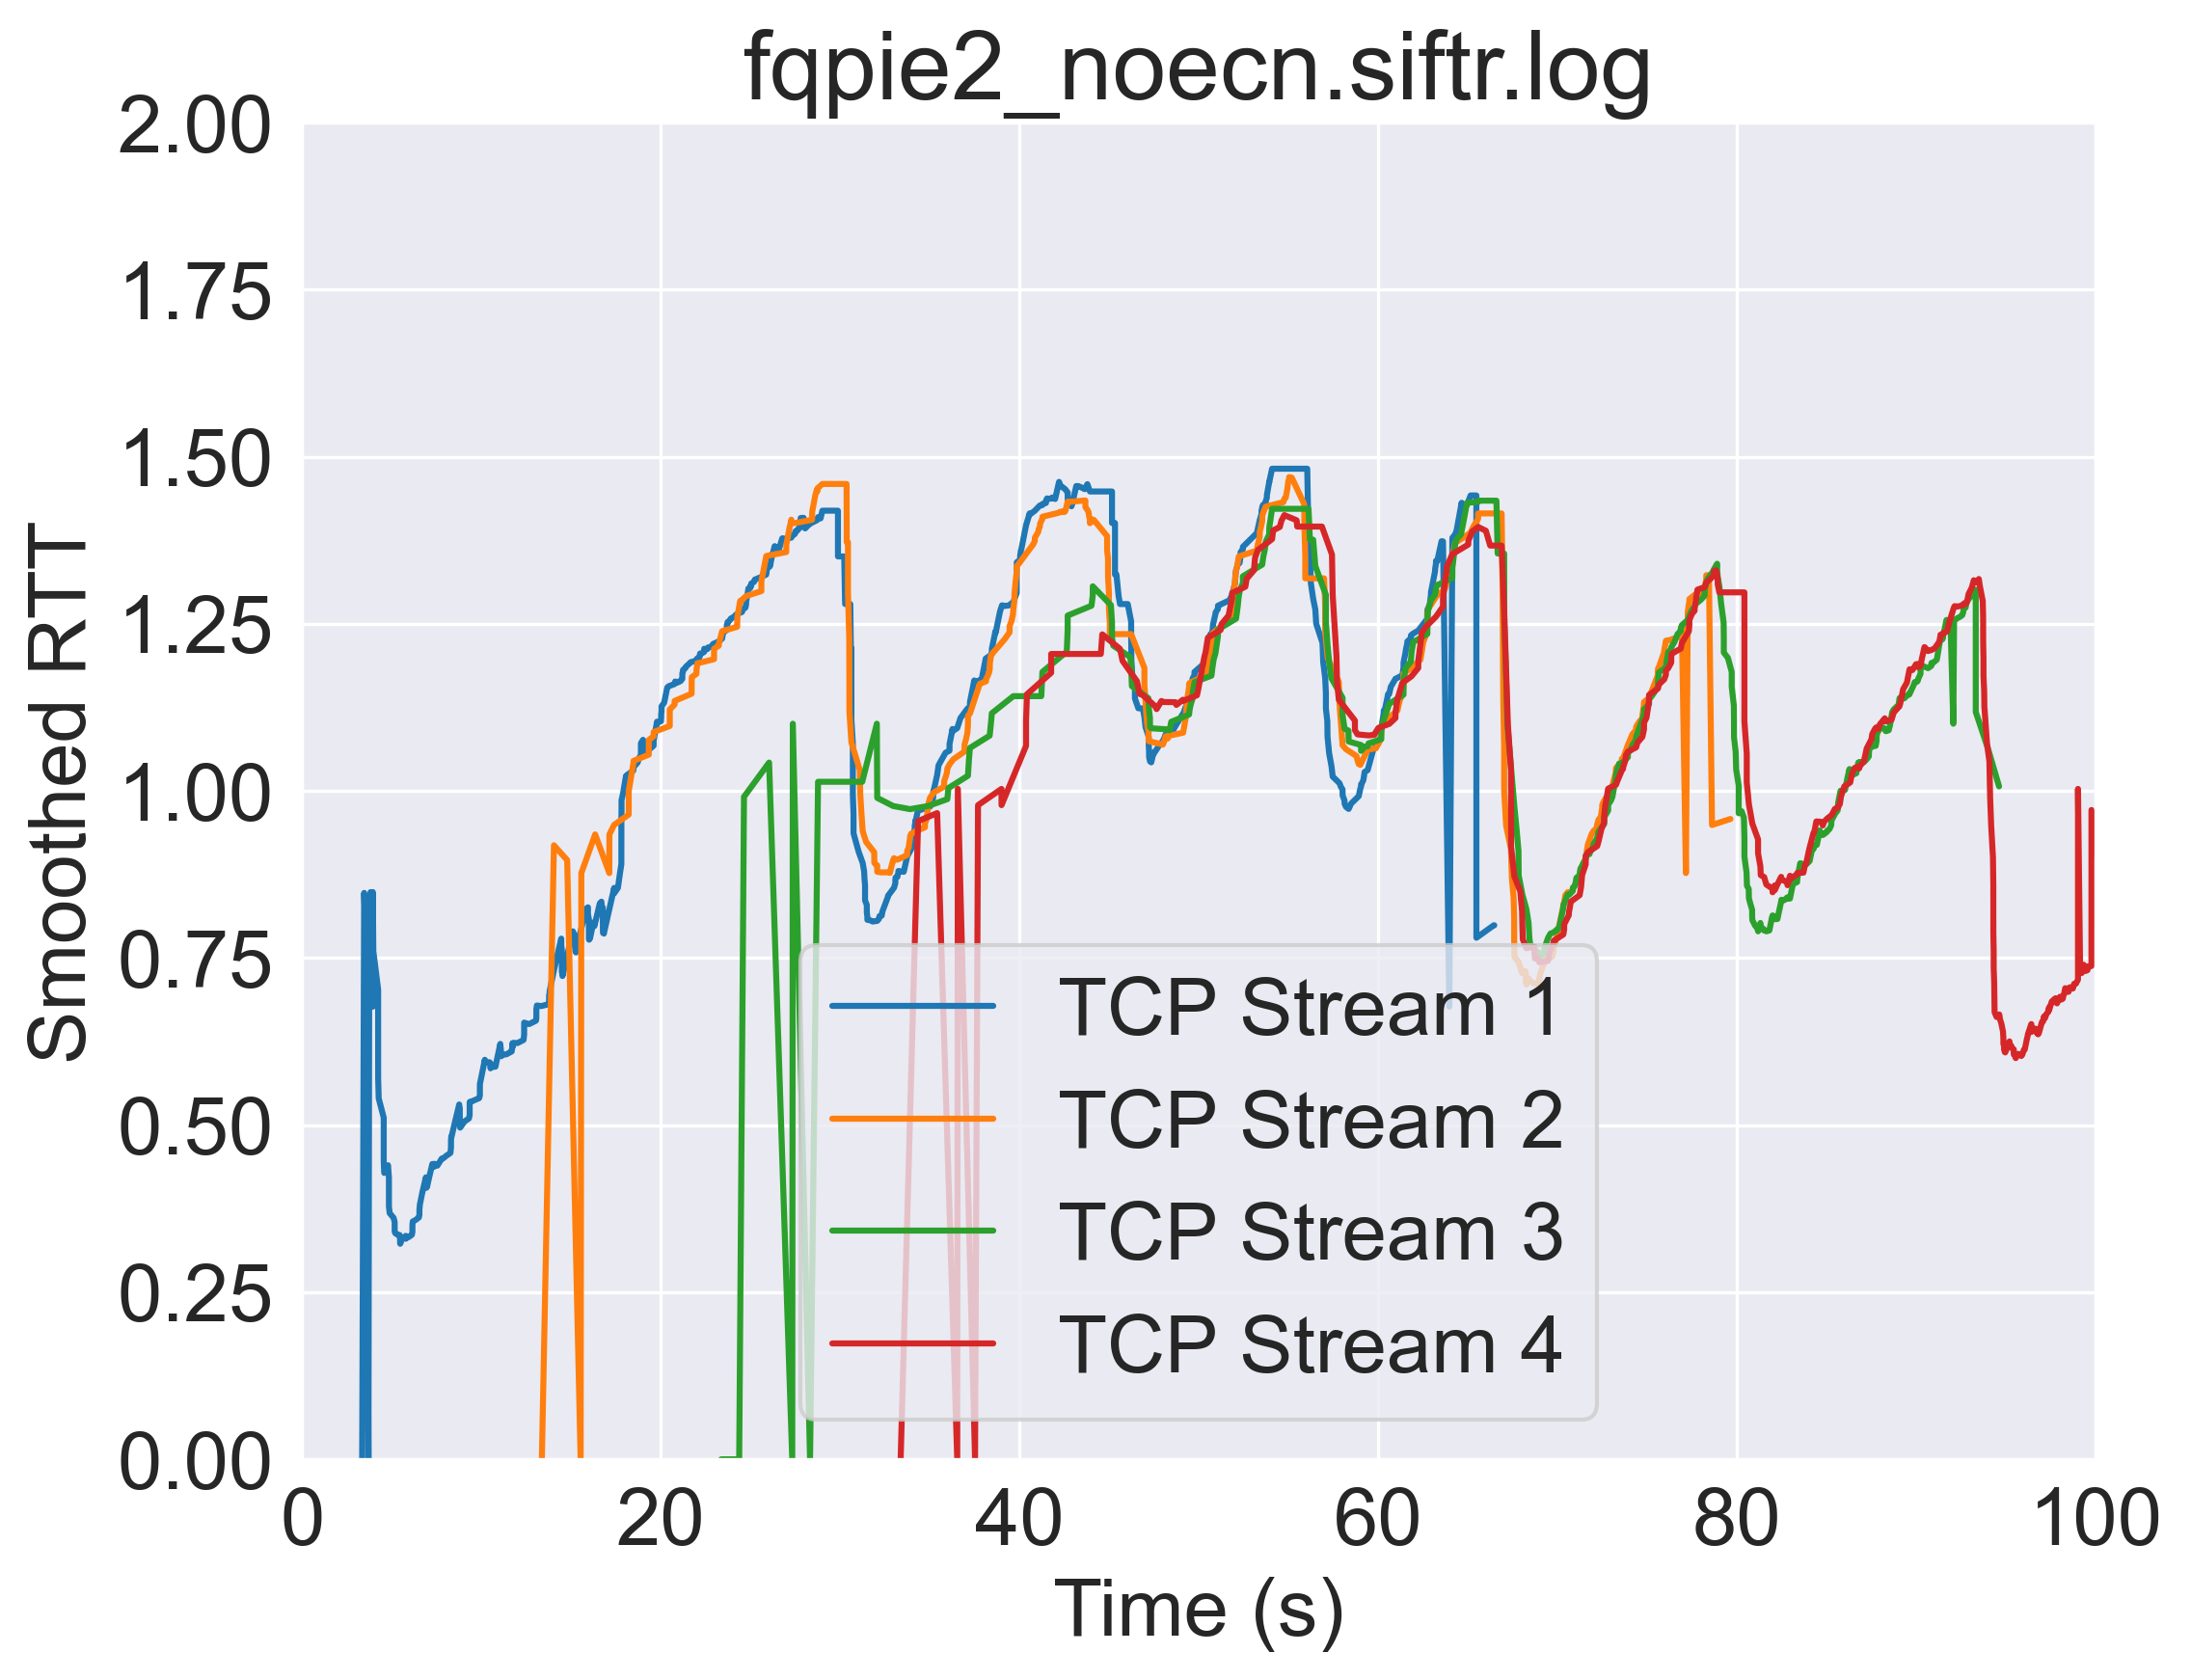 fqpie2_noecn.siftr.log
2.00
1.75
1.50
1.25
1.00
0.75
0.50
0.25
0.00
Smoothed RTT
TCP Stream 1
TCP Stream 2
TCP Stream 3
TCP Stream 4
0 20 40 60 80 100
Time (s)